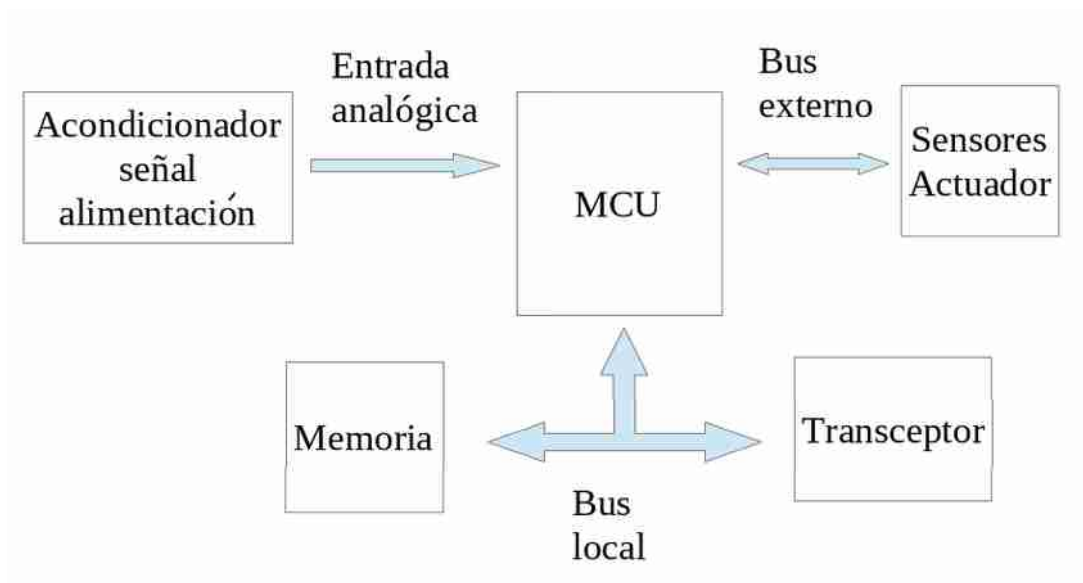 Entrada
analógica
Bus
externo
Acondicionador
señal
alimentación
MCU
Sensores
Actuador
Memoria
Transceptor
Bus
local